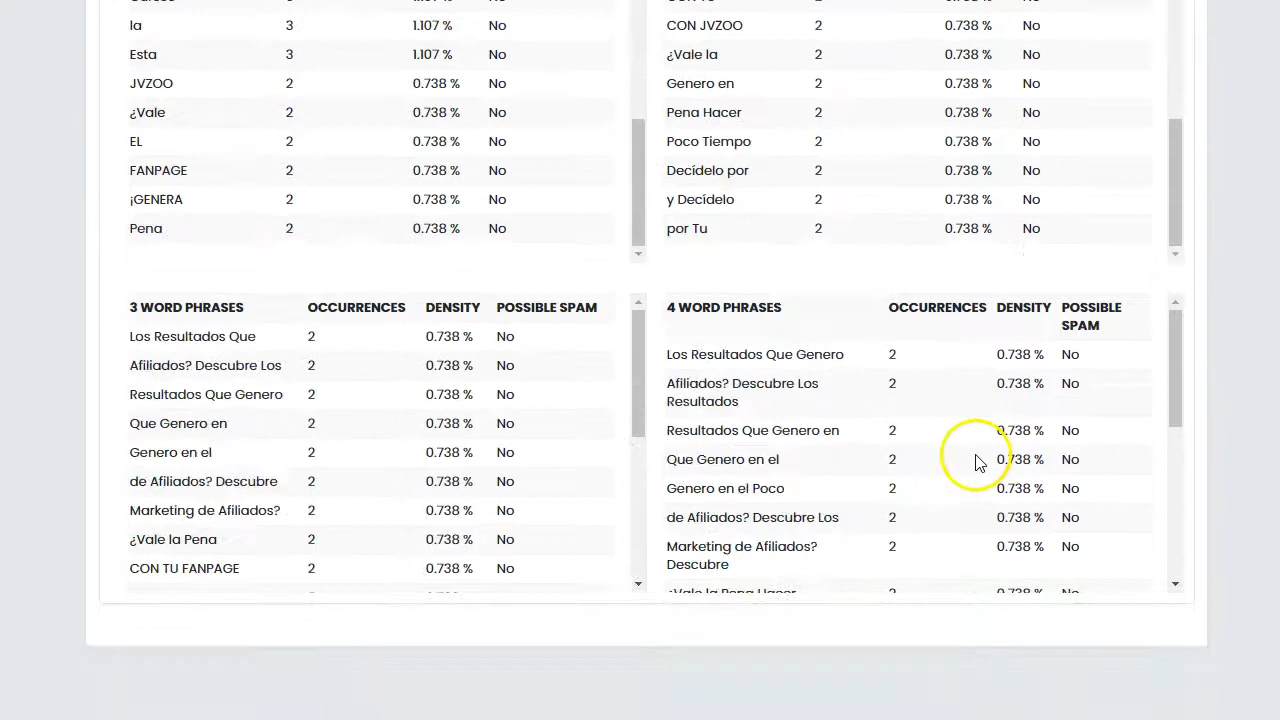 la 3 1.107 % No
Esta 3 1.107 % No
JVZOO 2 0.738 % No
¿Vale 2 0.738 % No
EL 2 0.738 % No
FANPAGE 2 0.738 % No
¡GENERA 2 0.738 % No
Pena 2 0.738 % No
CON JVZOO 2 0.738 % No
¿Vale la 2 0.738 % No
Genero en 2 0.738 % No
Pena Hacer 2 0.738 % No
Poco Tiempo 2 0.738 % No
Decídelo por 2 0.738 % No
y Decídelo 2 0.738 % No
por Tu 2 0.738 % No
3 WORD PHRASES OCCURRENCES DENSITY POSSIBLE SPAM
Los Resultados Que 2 0.738 % No
Afiliados? Descubre Los 2 0.738 % No
Resultados Que Genero 2 0.738 % No
Que Genero en 2 0.738 % No
Genero en el 2 0.738 % No
de Afiliados? Descubre 2 0.738 % No
Marketing de Afiliados? 2 0.738 % No
¿Vale la Pena 2 0.738 % No
CON TU FANPAGE 2 0.738 % No
4 WORD PHRASES OCCURRENCES DENSITY POSSIBLE
SPAM
Los Resultados Que Genero 2 0.738 % No
Afiliados? Descubre Los 2 0.738 % No
Resultados
Resultados Que Genero en 2 0.738 % No
Que Genero en el 2 0.738 % No
Genero en el Poco 2 0.738 % No
de Afiliados? Descubre Los 2 0.738 % No
Marketing de Afiliados? 2 0.738 % No
Descubre
¿Vale la Pena Hacer 2 0.738 % No